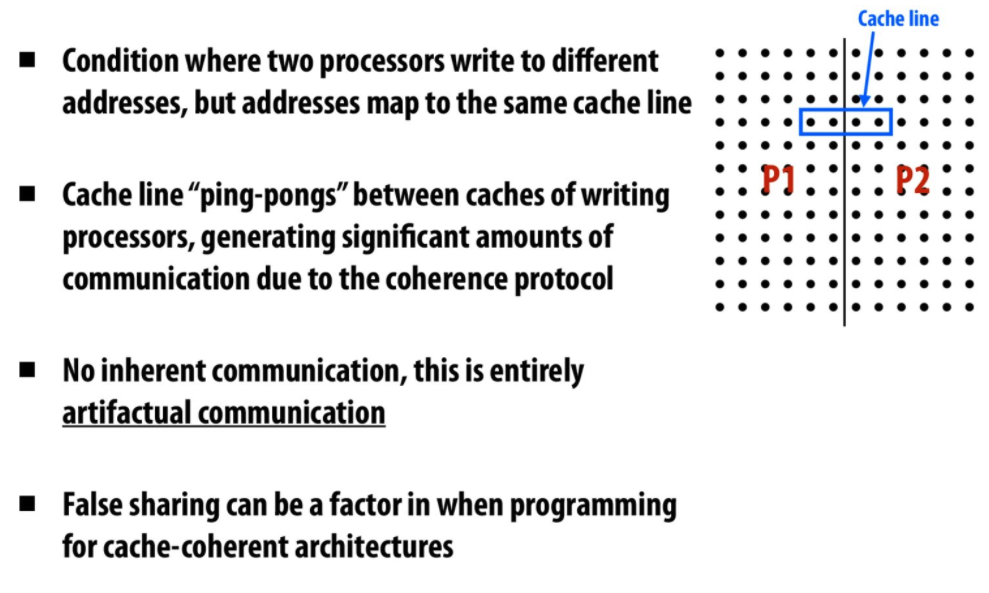 Cache line
■ Condition where two processors write to different
addresses, but addresses map to the same cache line
■ Cache line “ping-pongs” between caches of writing
processors, generating significant amounts of
communication due to the coherence protocol
P1
P2
■ No inherent communication, this is entirely
artifactual communication
■ False sharing can be a factor in when programming
for cache-coherent architectures